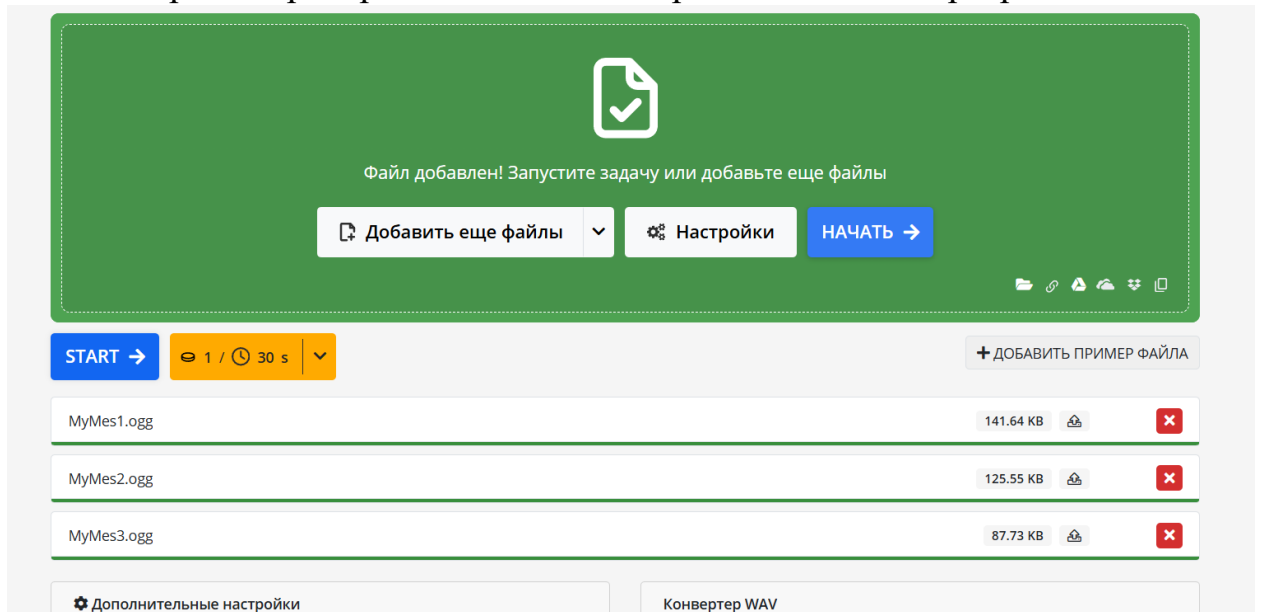 Файл добавлен! Запустите задачу или добавьте еще файлы
Добавить еще файлы
Настройки
НАЧАТЬ
START
1 / 30 s
ДОБАВИТЬ ПРИМЕР ФАЙЛА
MyMes1.ogg 141.64 KB
MyMes2.ogg 125.55 KB
MyMes3.ogg 87.73 KB
Дополнительные настройки
Конвертер WAV